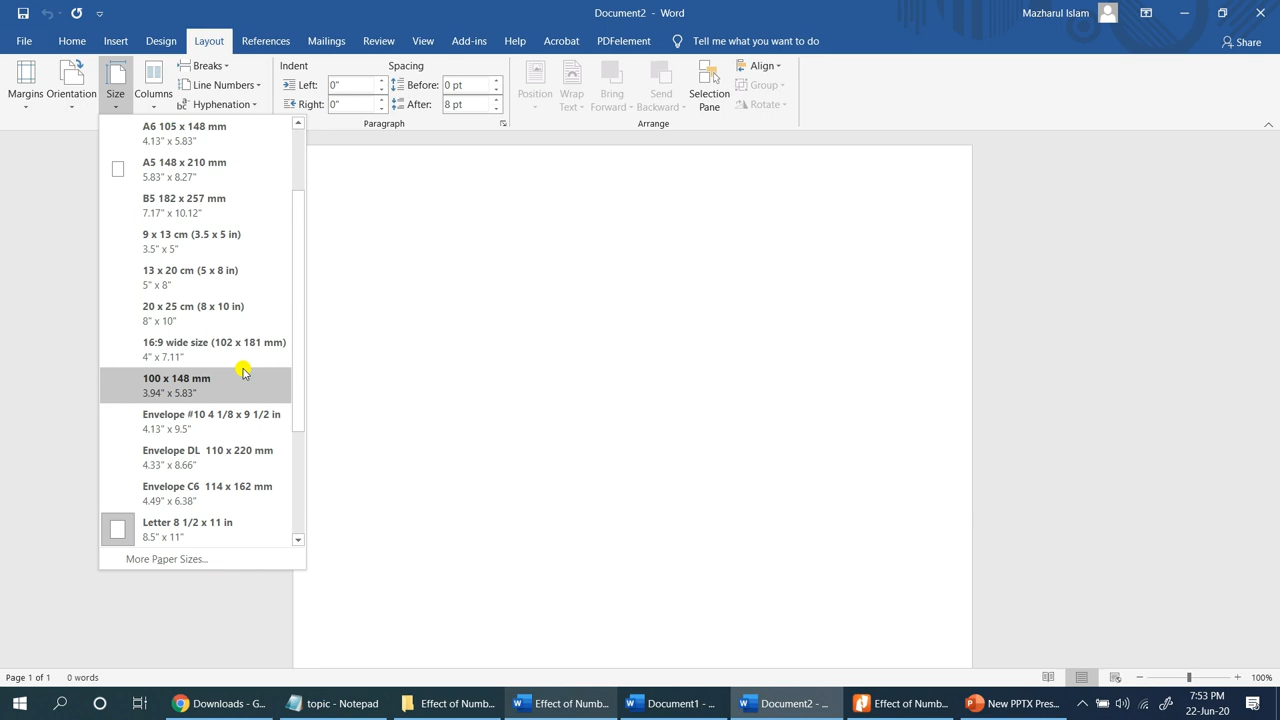 Document2 - Word
Mazharul Islam
File Home Insert Design Layout References Mailings Review View Add-ins Help Acrobat PDFelement Tell me what you want to do
Share
Margins Orientation Size Columns
Breaks
Line Numbers
Hyphenation
Indent
Left: 0"
Right: 0"
Spacing
Before: 0 pt
After: 8 pt
Paragraph
Position
Wrap Text
Bring Forward
Send Backward
Selection Pane
Align
Group
Rotate
Arrange
A6 105 x 148 mm
4.13" x 5.83"
A5 148 x 210 mm
5.83" x 8.27"
B5 182 x 257 mm
7.17" x 10.12"
9 x 13 cm (3.5 x 5 in)
3.5" x 5"
13 x 20 cm (5 x 8 in)
5" x 8"
20 x 25 cm (8 x 10 in)
8" x 10"
16:9 wide size (102 x 181 mm)
4" x 7.11"
100 x 148 mm
3.94" x 5.83"
Envelope #10 4 1/8 x 9 1/2 in
4.13" x 9.5"
Envelope DL 110 x 220 mm
4.33" x 8.66"
Envelope C6 114 x 162 mm
4.49" x 6.38"
Letter 8 1/2 x 11 in
8.5" x 11"
More Paper Sizes...
Page 1 of 1 0 words
100%
Downloads - G... topic - Notepad Effect of Numb... Effect of Numb... Document1 - ... Document2 - ... Effect of Numb... New PPTX Pres...
7:53 PM
22-Jun-20